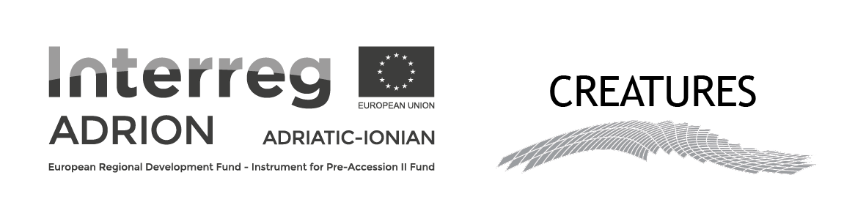 Interreg
EUROPEAN UNION
ADRION ADRIATIC-IONIAN
European Regional Development Fund - Instrument for Pre-Accession II Fund
CREATURES